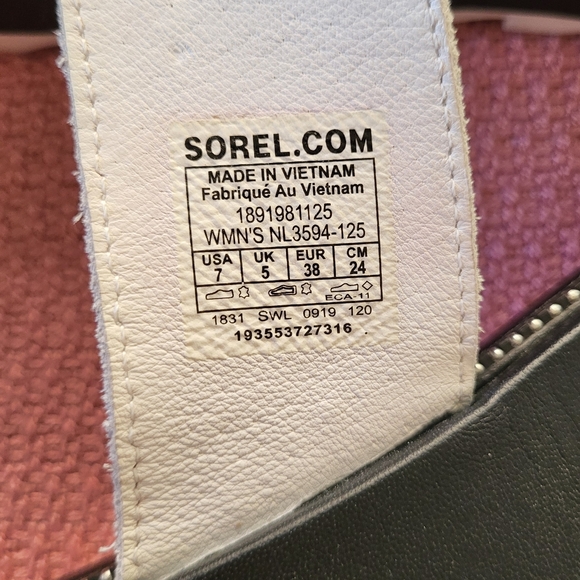 SOREL.COM
MADE IN VIETNAM
Fabriqué Au Vietnam
1891981125
WMN'S NL3594-125
USA UK EUR CM
7 5 38 24
ECA-11
1831 SWL 0919 120
193553727316